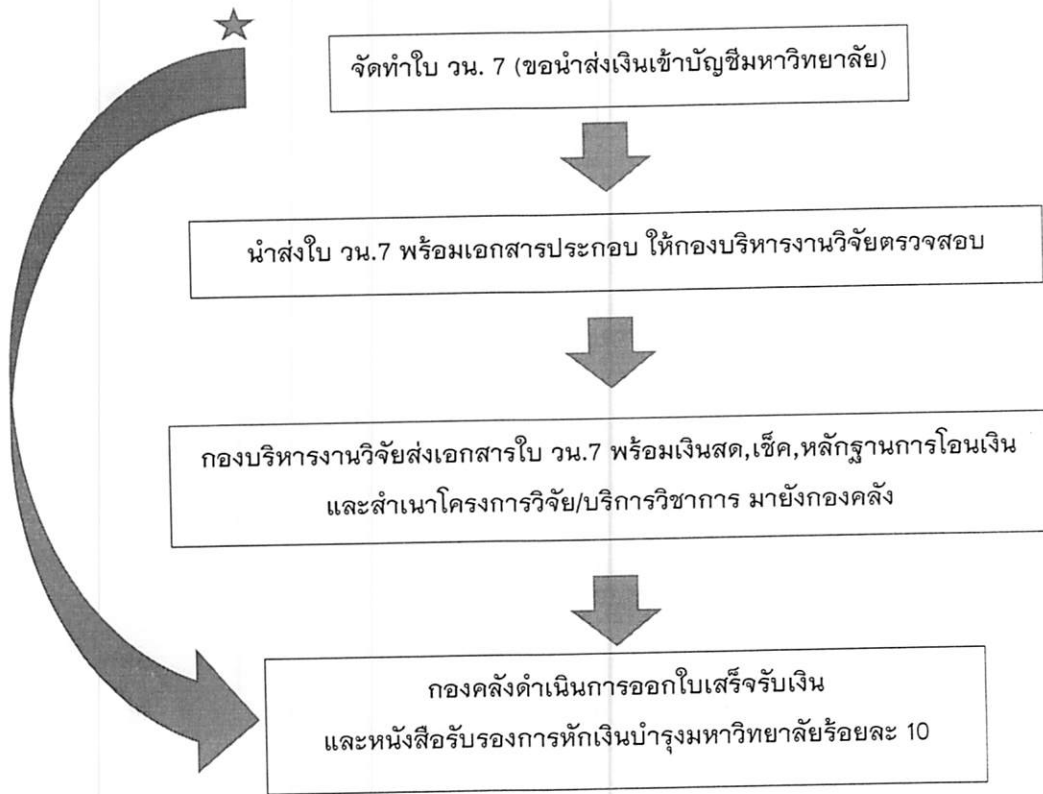 จัดทำใบ วน. 7 (ขอนำส่งเงินเข้าบัญชีมหาวิทยาลัย)
นำส่งใบ วน.7 พร้อมเอกสารประกอบ ให้กองบริหารงานวิจัยตรวจสอบ
กองบริหารงานวิจัยส่งเอกสารใบ วน.7 พร้อมเงินสด,เช็ค,หลักฐานการโอนเงิน
และสำเนาโครงการวิจัย/บริการวิชาการ มายังกองคลัง
กองคลังดำเนินการออกใบเสร็จรับเงิน
และหนังสือรับรองการหักเงินบำรุงมหาวิทยาลัยร้อยละ 10